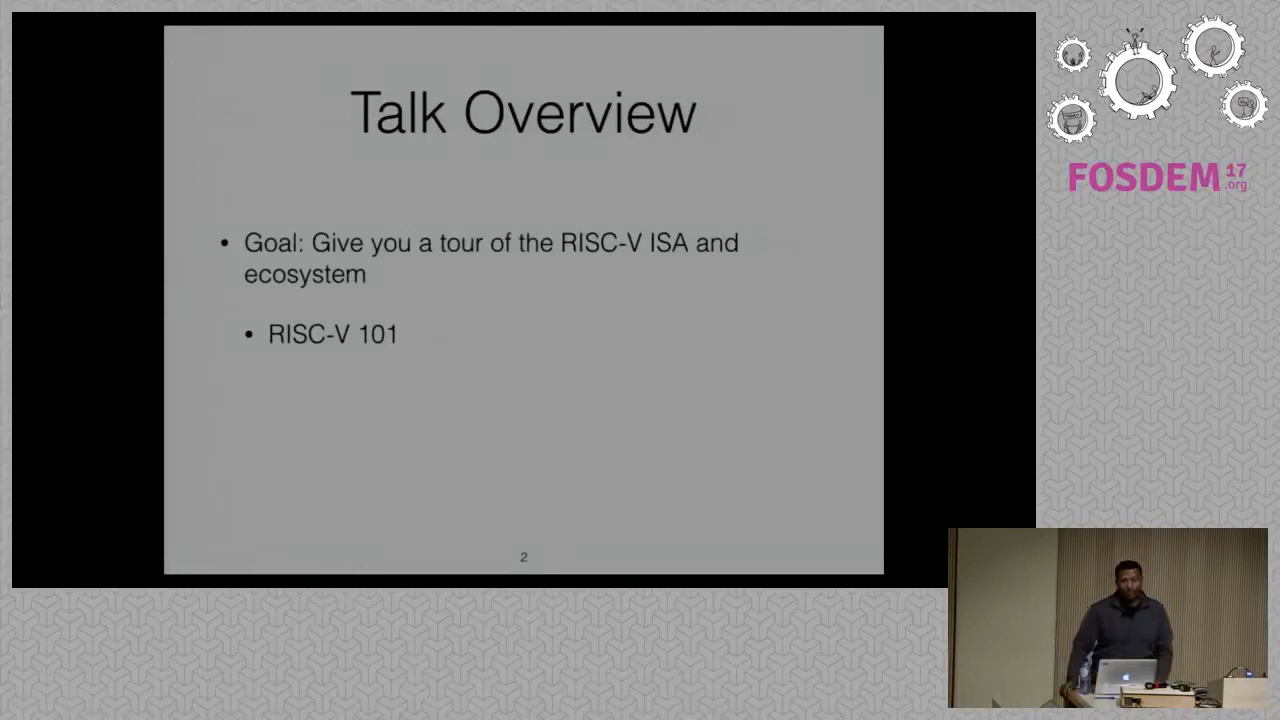 Talk Overview
• Goal: Give you a tour of the RISC-V ISA and
ecosystem
• RISC-V 101
2
FOSDEM 17
.org